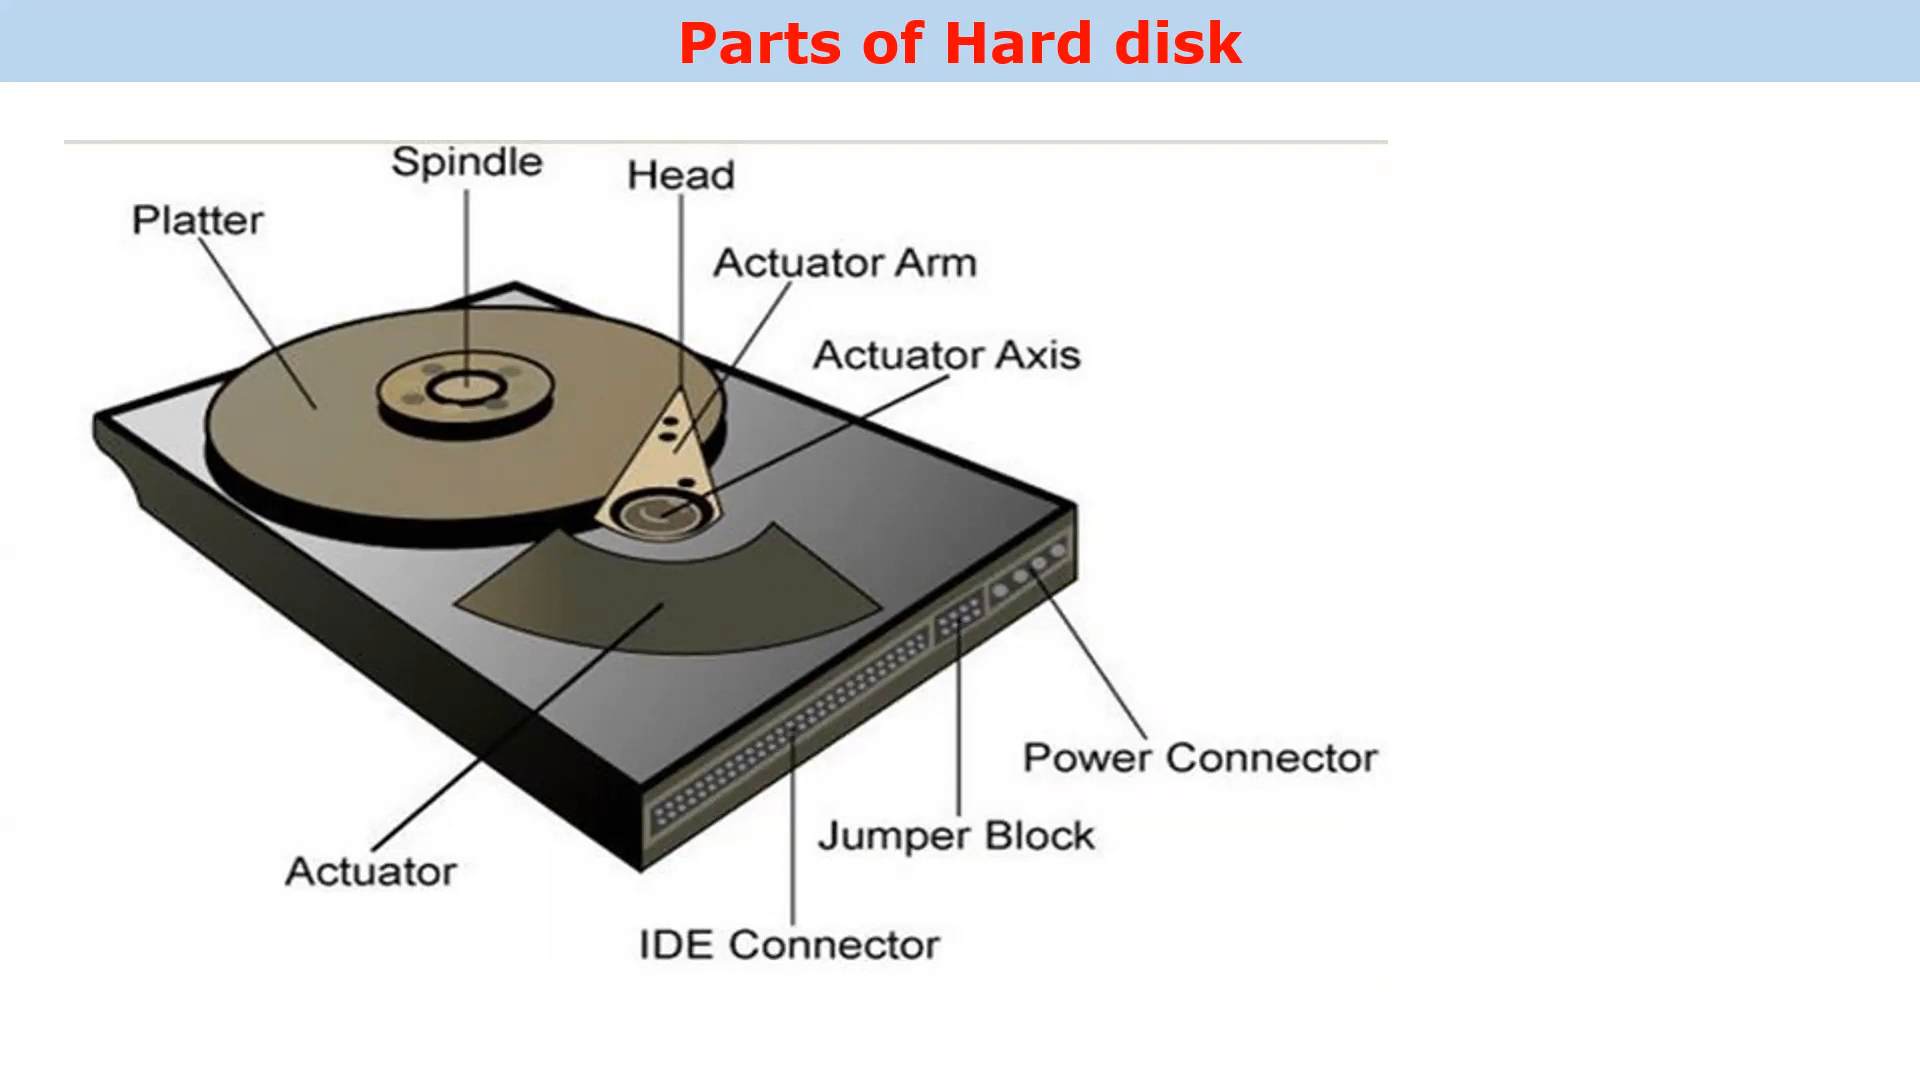 Parts of Hard disk
Spindle
Head
Platter
Actuator Arm
Actuator Axis
Power Connector
Jumper Block
Actuator
IDE Connector